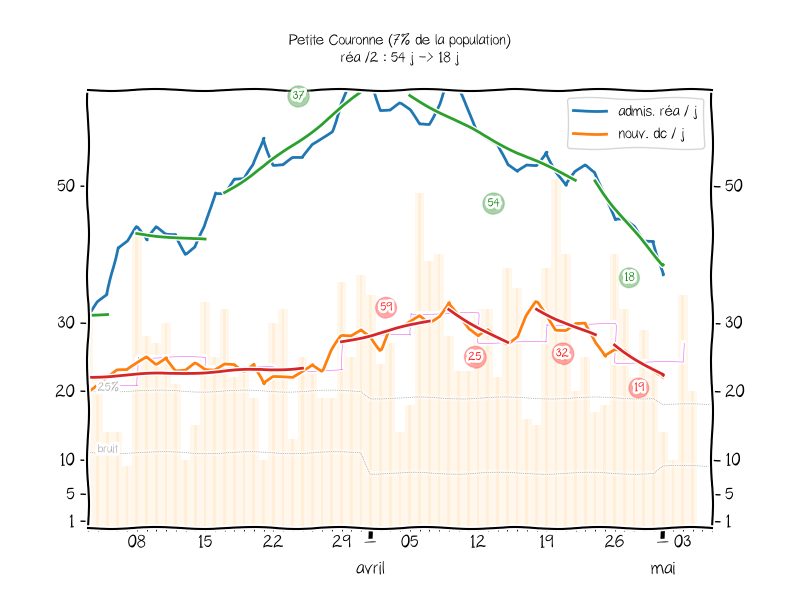 Petite Couronne (7% de la population)
réa /2 : 54 j -> 18 j
admis. réa / j
nouv. dc / j
37
54
18
59
25
32
19
25%
bruit
50
30
20
10
5
1
50
30
20
10
5
1
08 15 22 29 05 12 19 26 03
avril mai